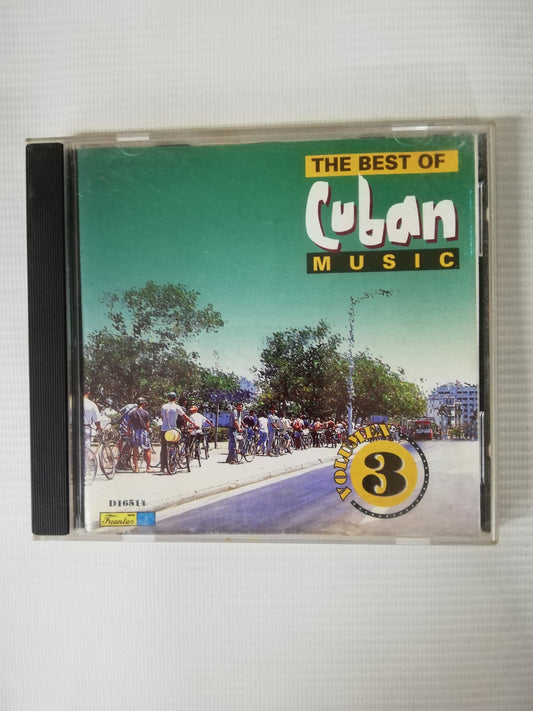 THE BEST OF
Cuban
MUSIC
VOLUMEN
3
D16514
Fuentes